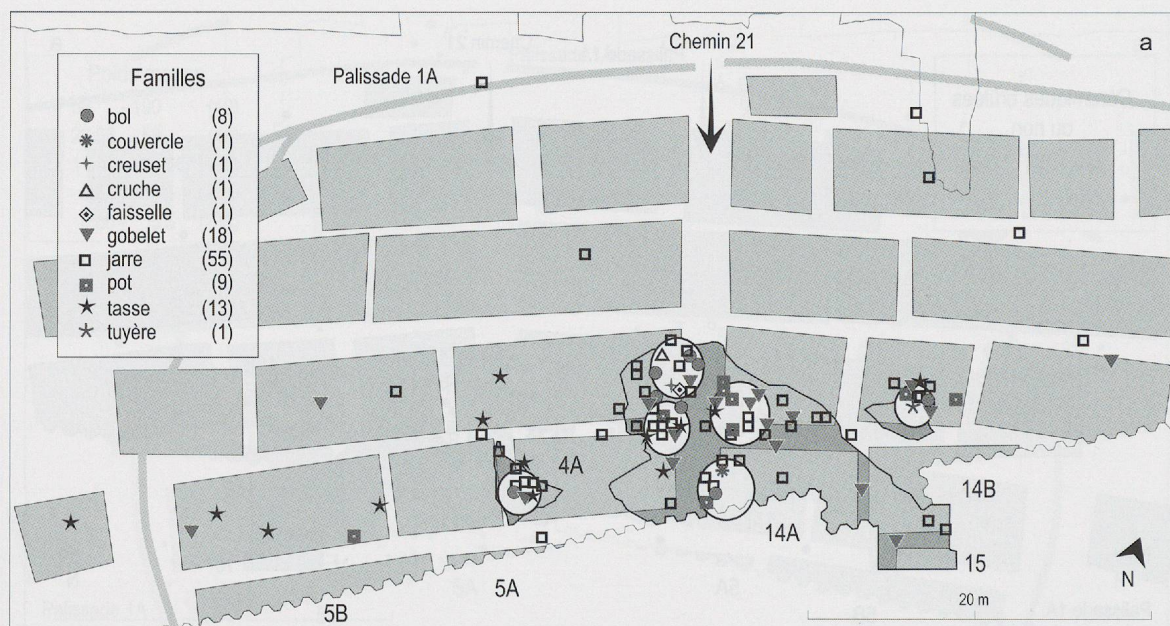 a
Chemin 21
Palissade 1A
Familles
bol (8)
couvercle (1)
creuset (1)
cruche (1)
faisselle (1)
gobelet (18)
jarre (55)
pot (9)
tasse (13)
tuyère (1)
4A
14B
14A
15
5A
5B
N
20 m